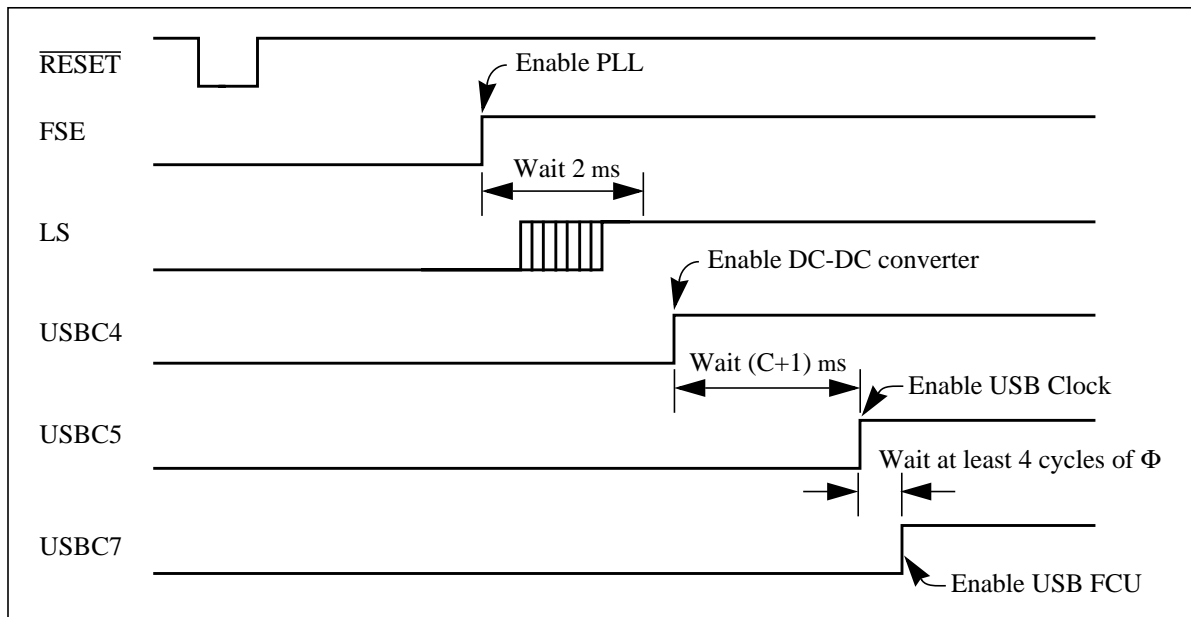 RESET
Enable PLL
FSE
Wait 2 ms
LS
Enable DC-DC converter
USBC4
Wait (C+1) ms
Enable USB Clock
USBC5
Wait at least 4 cycles of Φ
USBC7
Enable USB FCU